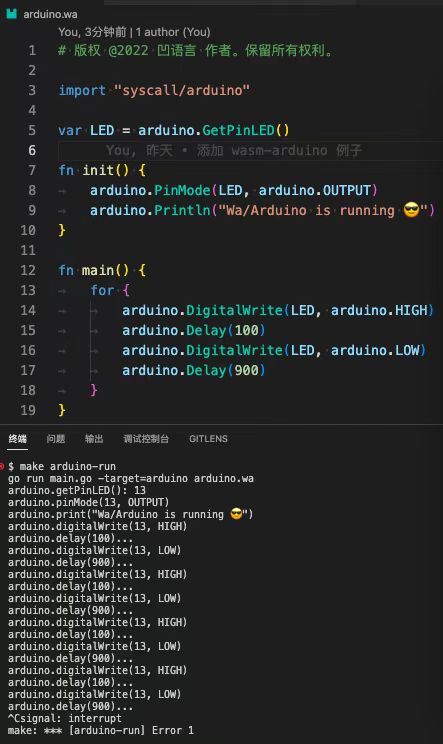 arduino.wa
You, 3分钟前 | 1 author (You)
1 # 版权 @2022 凹语言 作者。保留所有权利。
2
3 import "syscall/arduino"
4
5 var LED = arduino.GetPinLED()
6 You, 昨天 • 添加 wasm-arduino 例子
7 fn init() {
8 arduino.PinMode(LED, arduino.OUTPUT)
9 arduino.Println("Wa/Arduino is running 😎")
10 }
11
12 fn main() {
13 for {
14 arduino.DigitalWrite(LED, arduino.HIGH)
15 arduino.Delay(100)
16 arduino.DigitalWrite(LED, arduino.LOW)
17 arduino.Delay(900)
18 }
19 }
终端 问题 输出 调试控制台 GITLENS
$ make arduino-run
go run main.go -target=arduino arduino.wa
arduino.getPinLED(): 13
arduino.pinMode(13, OUTPUT)
arduino.print("Wa/Arduino is running 😎")
arduino.digitalWrite(13, HIGH)
arduino.delay(100)...
arduino.digitalWrite(13, LOW)
arduino.delay(900)...
arduino.digitalWrite(13, HIGH)
arduino.delay(100)...
arduino.digitalWrite(13, LOW)
arduino.delay(900)...
arduino.digitalWrite(13, HIGH)
arduino.delay(100)...
arduino.digitalWrite(13, LOW)
arduino.delay(900)...
arduino.digitalWrite(13, HIGH)
arduino.delay(100)...
arduino.digitalWrite(13, LOW)
arduino.delay(900)...
^Csignal: interrupt
make: *** [arduino-run] Error 1